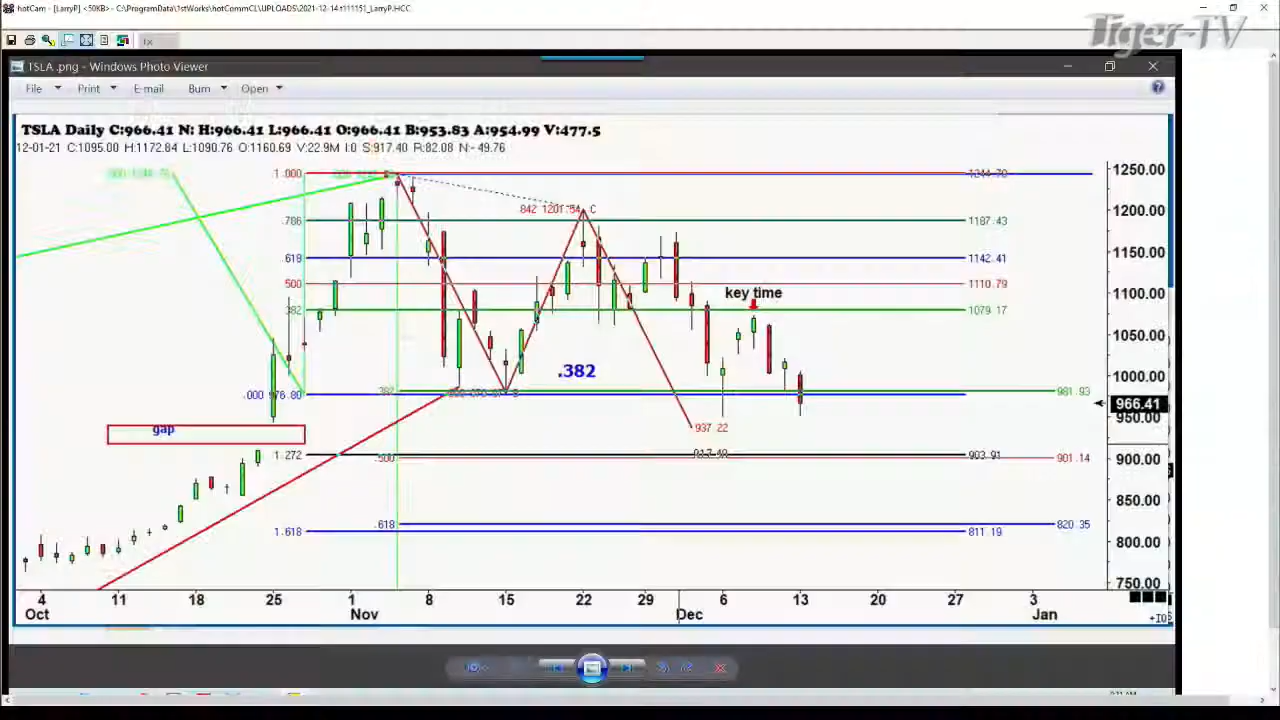 hotCam - [LarryP] <50KB> - C:\ProgramData\1stWorks\hotCommCL\UPLOADS\2021-12-14 t111151_LarryP.HCC
Tiger-TV
TSLA .png - Windows Photo Viewer
File Print E-mail Burn Open
TSLA Daily C:966.41 N: H:966.41 L:966.41 O:966.41 B:953.83 A:954.99 V:477.5
12-01-21 C:1095.00 H:1172.84 L:1090.76 O:1160.69 V:22.9M I:0 S:917.40 R:82.08 N:-49.76
1.000 1244.70 1250.00
842 1201.54 C 1200.00
.786 1187.43
.618 1142.41 1150.00
.500 1110.79 1100.00
key time
.382 1079.17
1050.00
.382 1000.00
.000 976.80 .382 981.93
966.41
950.00
gap 937.22
1.272 .500 917.40 903.91 901.14 900.00
850.00
.618 820.35
1.618 811.19 800.00
750.00
4 11 18 25 1 8 15 22 29 6 13 20 27 3
Oct Nov Dec Jan